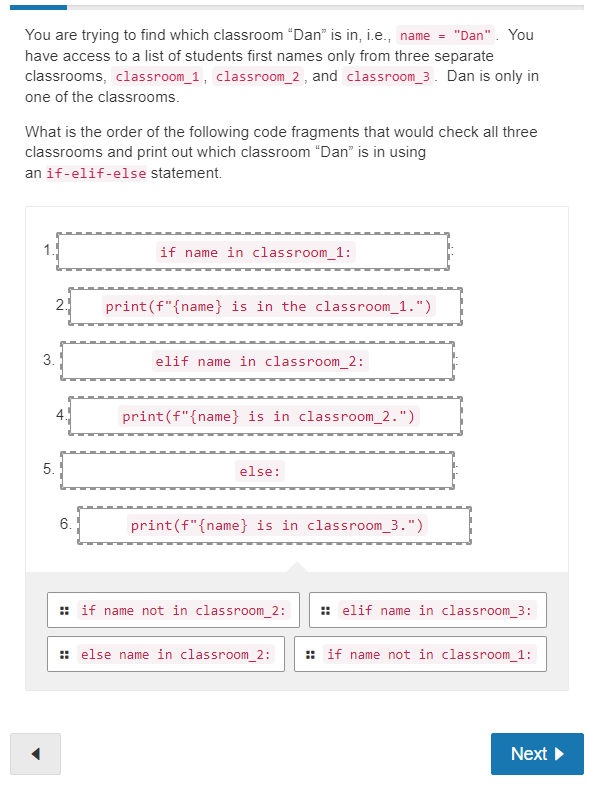 You are trying to find which classroom “Dan” is in, i.e., name = "Dan". You
have access to a list of students first names only from three separate
classrooms, classroom_1, classroom_2, and classroom_3. Dan is only in
one of the classrooms.
What is the order of the following code fragments that would check all three
classrooms and print out which classroom “Dan” is in using
an if-elif-else statement.
1. if name in classroom_1: :
2. print(f"{name} is in the classroom_1.")
3. elif name in classroom_2: :
4. print(f"{name} is in classroom_2.")
5. else: :
6. print(f"{name} is in classroom_3.")
if name not in classroom_2: elif name in classroom_3:
else name in classroom_2: if name not in classroom_1:
Next